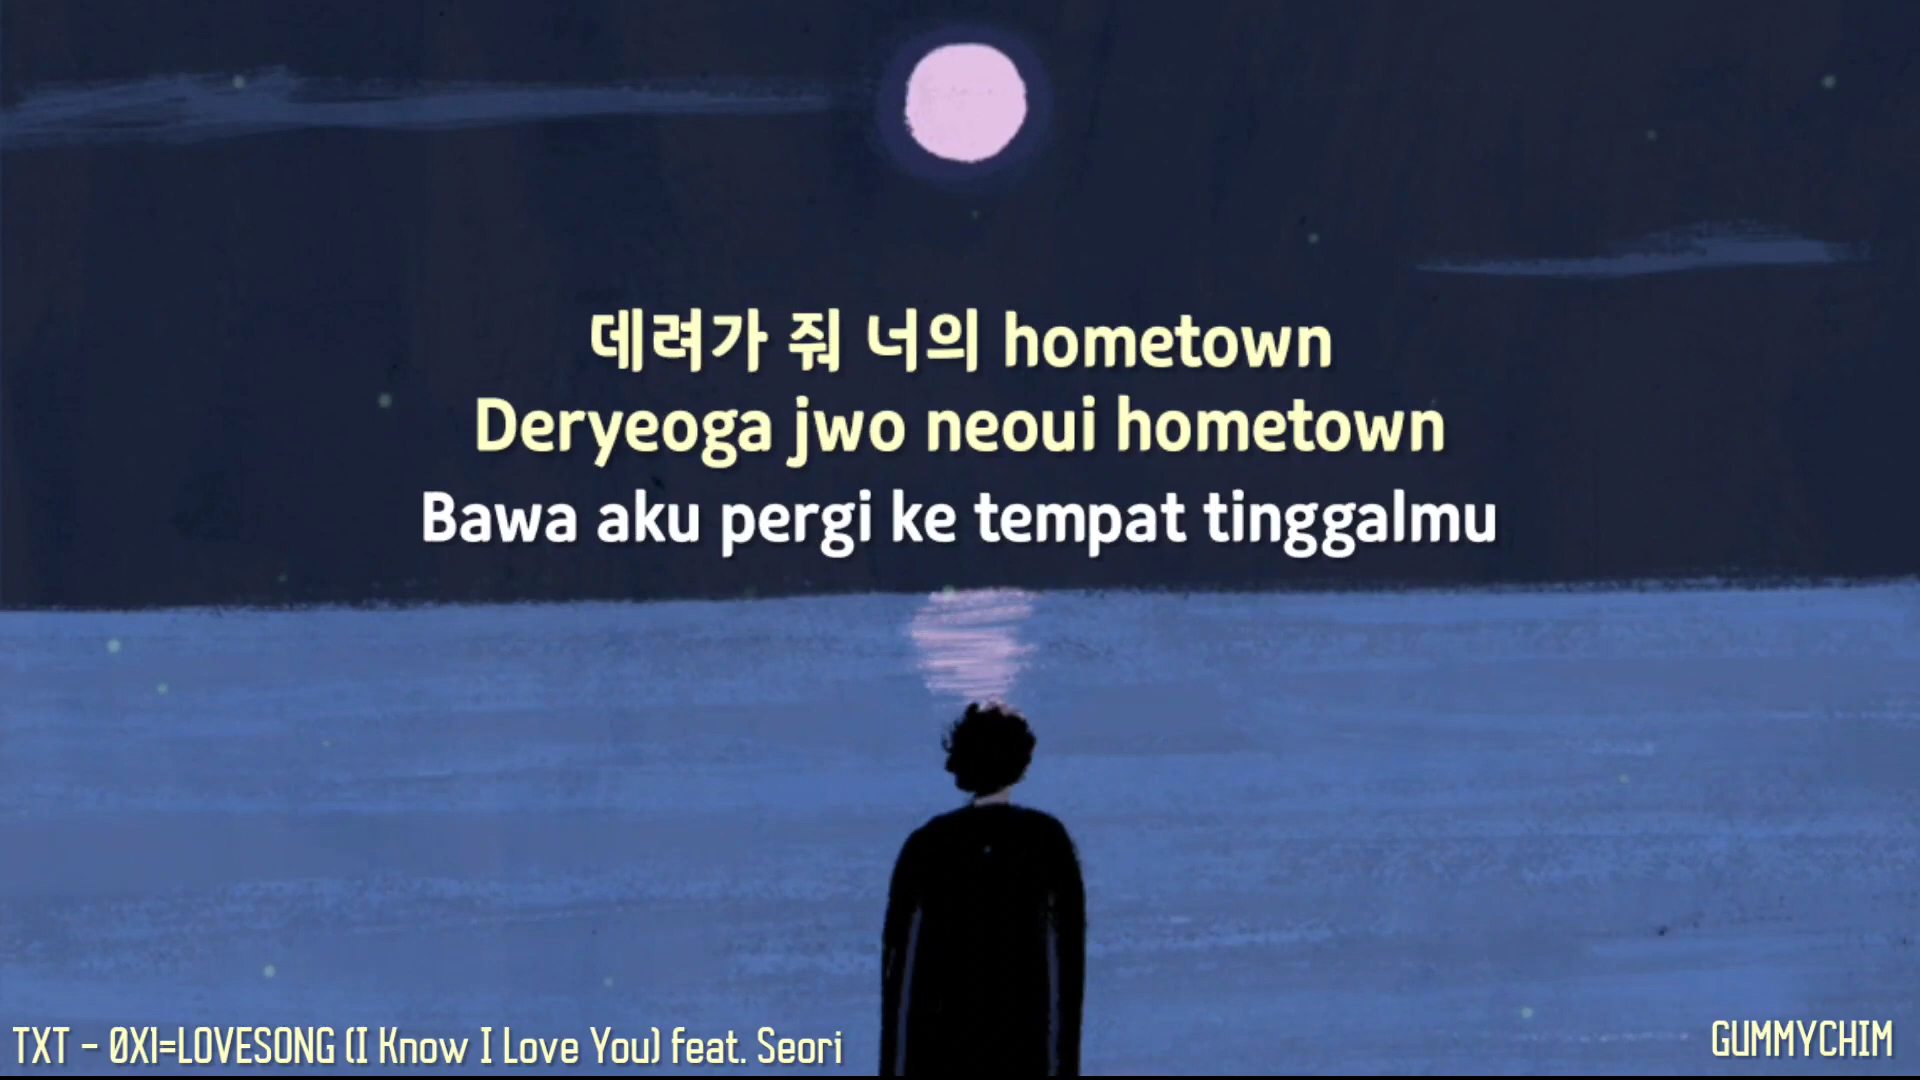 데려가 줘 너의 hometown
Deryeoga jwo neoui hometown
Bawa aku pergi ke tempat tinggalmu
TXT - 0X1=LOVESONG (I Know I Love You) feat. Seori
GUMMYCHIM